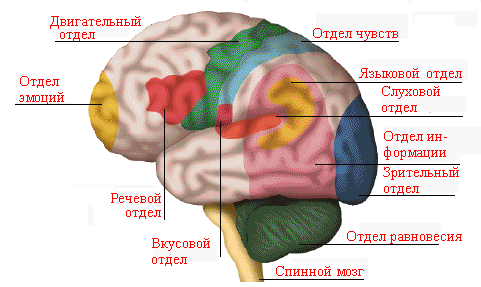 Двигательный
отдел
Отдел чувств
Языковой отдел
Слуховой
отдел
Отдел
эмоций
Отдел ин-
формации
Зрительный
отдел
Речевой
отдел
Вкусовой
отдел
Отдел равновесия
Спинной мозг